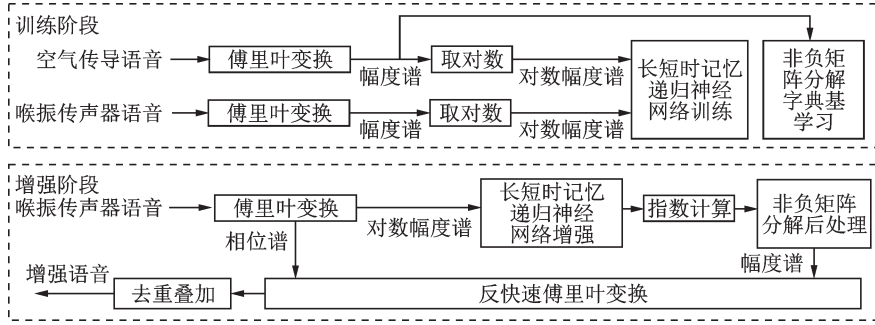 训练阶段
空气传导语音
傅里叶变换
幅度谱
取对数
对数幅度谱
喉振传声器语音
傅里叶变换
幅度谱
取对数
对数幅度谱
长短时记忆
递归神经
网络训练
非负矩
阵分解
字典基
学习
增强阶段
喉振传声器语音
傅里叶变换
对数幅度谱
长短时记忆
递归神经
网络增强
指数计算
非负矩阵
分解后处理
相位谱
幅度谱
增强语音
去重叠加
反快速傅里叶变换